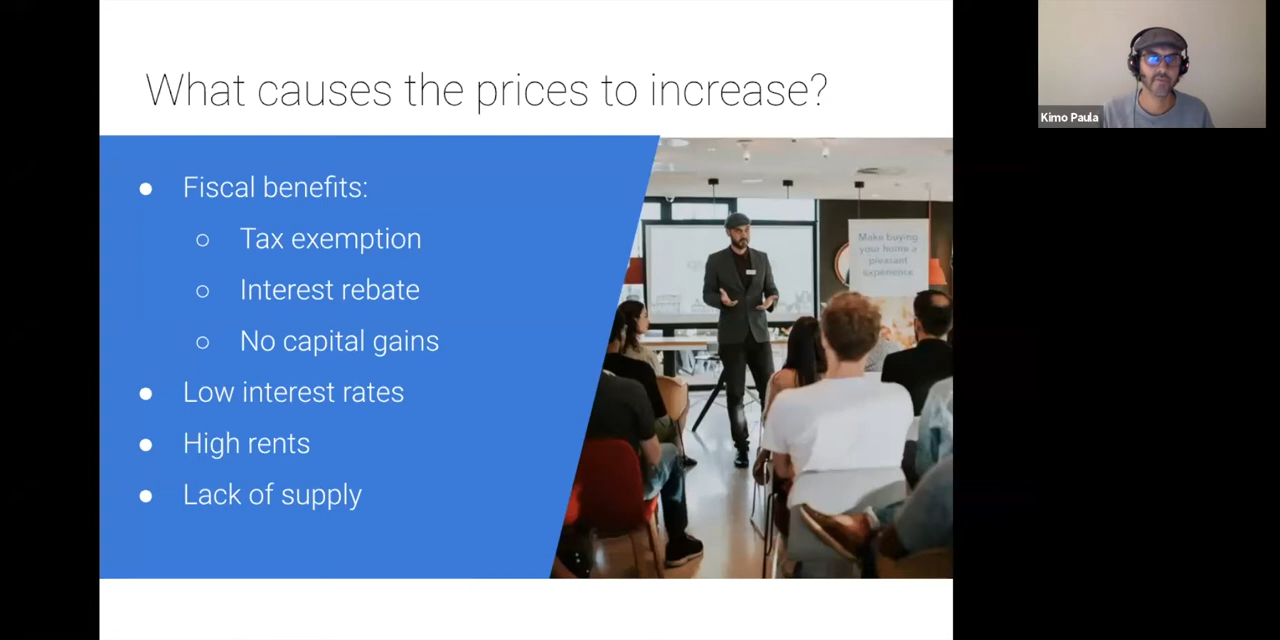 What causes the prices to increase?
Fiscal benefits:
Tax exemption
Interest rebate
No capital gains
Low interest rates
High rents
Lack of supply
Make buying
your home a
pleasant
experience
Kimo Paula